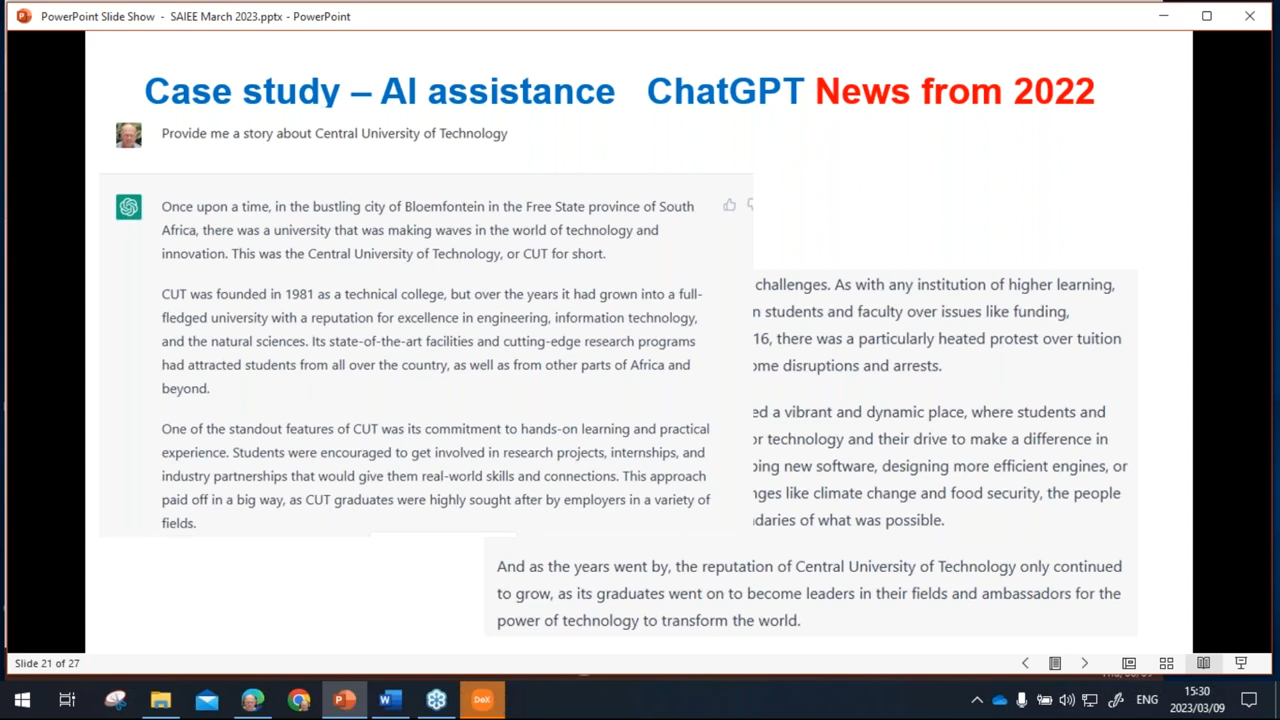 PowerPoint Slide Show - SAIEE March 2023.pptx - PowerPoint
Case study – AI assistance ChatGPT News from 2022
Provide me a story about Central University of Technology
Once upon a time, in the bustling city of Bloemfontein in the Free State province of South
Africa, there was a university that was making waves in the world of technology and
innovation. This was the Central University of Technology, or CUT for short.
CUT was founded in 1981 as a technical college, but over the years it had grown into a full-
fledged university with a reputation for excellence in engineering, information technology,
and the natural sciences. Its state-of-the-art facilities and cutting-edge research programs
had attracted students from all over the country, as well as from other parts of Africa and
beyond.
One of the standout features of CUT was its commitment to hands-on learning and practical
experience. Students were encouraged to get involved in research projects, internships, and
industry partnerships that would give them real-world skills and connections. This approach
paid off in a big way, as CUT graduates were highly sought after by employers in a variety of
fields.
challenges. As with any institution of higher learning,
n students and faculty over issues like funding,
16, there was a particularly heated protest over tuition
ome disruptions and arrests.
ed a vibrant and dynamic place, where students and
or technology and their drive to make a difference in
ping new software, designing more efficient engines, or
nges like climate change and food security, the people
daries of what was possible.
And as the years went by, the reputation of Central University of Technology only continued
to grow, as its graduates went on to become leaders in their fields and ambassadors for the
power of technology to transform the world.
Slide 21 of 27
DeX
ENG
15:30
2023/03/09